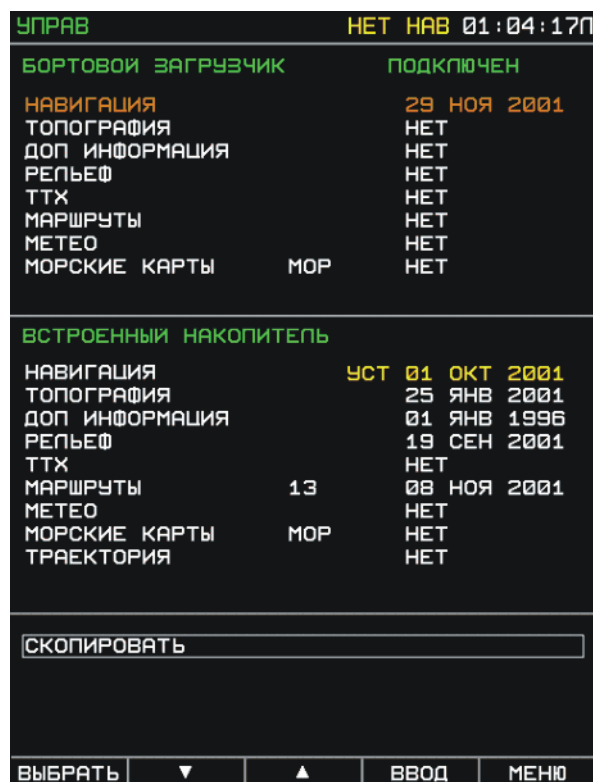 УПРАВ НЕТ НАВ 01:04:17Л
БОРТОВОЙ ЗАГРУЗЧИК ПОДКЛЮЧЕН
НАВИГАЦИЯ 29 НОЯ 2001
ТОПОГРАФИЯ НЕТ
ДОП ИНФОРМАЦИЯ НЕТ
РЕЛЬЕФ НЕТ
ТТХ НЕТ
МАРШРУТЫ НЕТ
МЕТЕО НЕТ
МОРСКИЕ КАРТЫ МОР НЕТ
ВСТРОЕННЫЙ НАКОПИТЕЛЬ
НАВИГАЦИЯ УСТ 01 ОКТ 2001
ТОПОГРАФИЯ 25 ЯНВ 2001
ДОП ИНФОРМАЦИЯ 01 ЯНВ 1996
РЕЛЬЕФ 19 СЕН 2001
ТТХ НЕТ
МАРШРУТЫ 13 08 НОЯ 2001
МЕТЕО НЕТ
МОРСКИЕ КАРТЫ МОР НЕТ
ТРАЕКТОРИЯ НЕТ
СКОПИРОВАТЬ
ВЫБРАТЬ ▼ ▲ ВВОД МЕНЮ